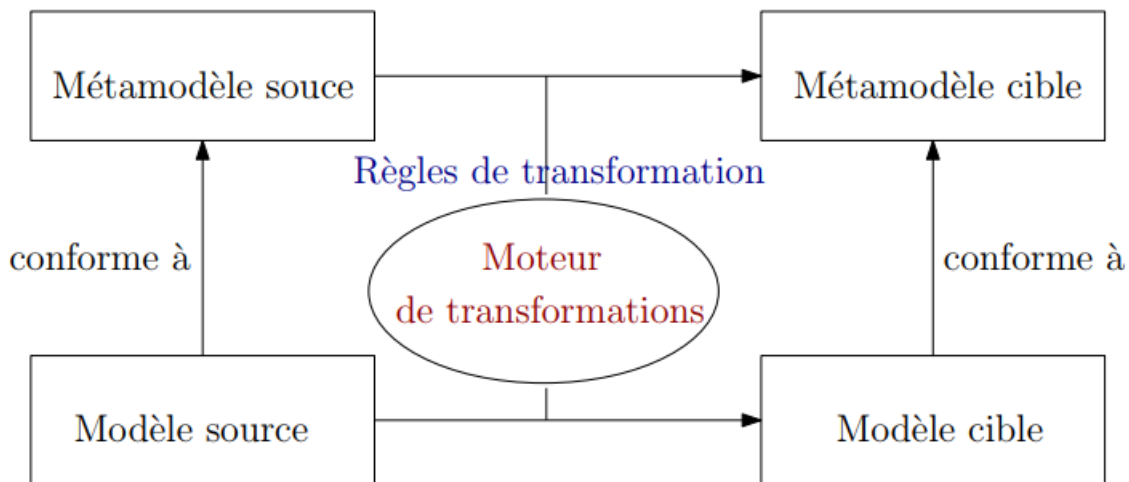 Métamodèle souce
Métamodèle cible
Règles de transformation
conforme à
Moteur
de transformations
conforme à
Modèle source
Modèle cible